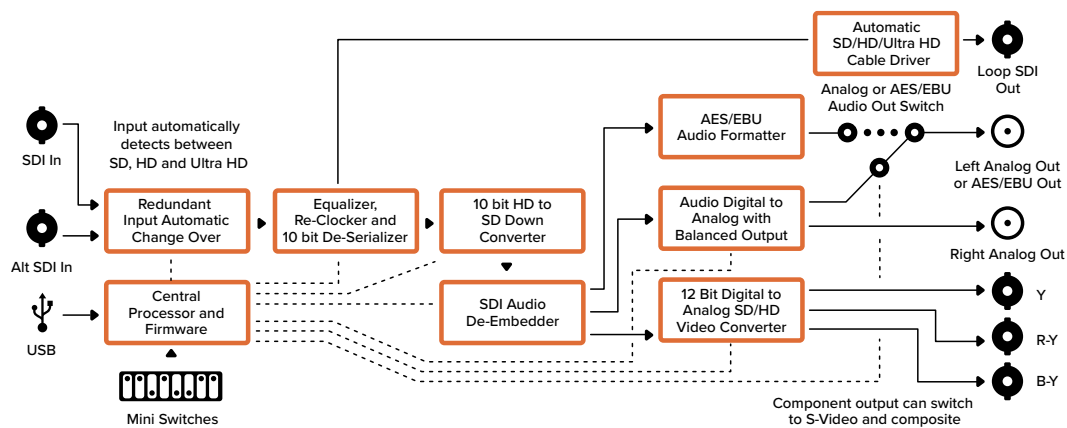 Automatic
SD/HD/Ultra HD
Cable Driver
Loop SDI
Out
Analog or AES/EBU
Audio Out Switch
SDI In
Input automatically
detects between
SD, HD and Ultra HD
AES/EBU
Audio Formatter
Left Analog Out
or AES/EBU Out
Alt SDI In
Redundant
Input Automatic
Change Over
Equalizer,
Re-Clocker and
10 bit De-Serializer
10 bit HD to
SD Down
Converter
Audio Digital to
Analog with
Balanced Output
Right Analog Out
USB
Central
Processor and
Firmware
SDI Audio
De-Embedder
12 Bit Digital to
Analog SD/HD
Video Converter
Y
R-Y
B-Y
Mini Switches
Component output can switch
to S-Video and composite